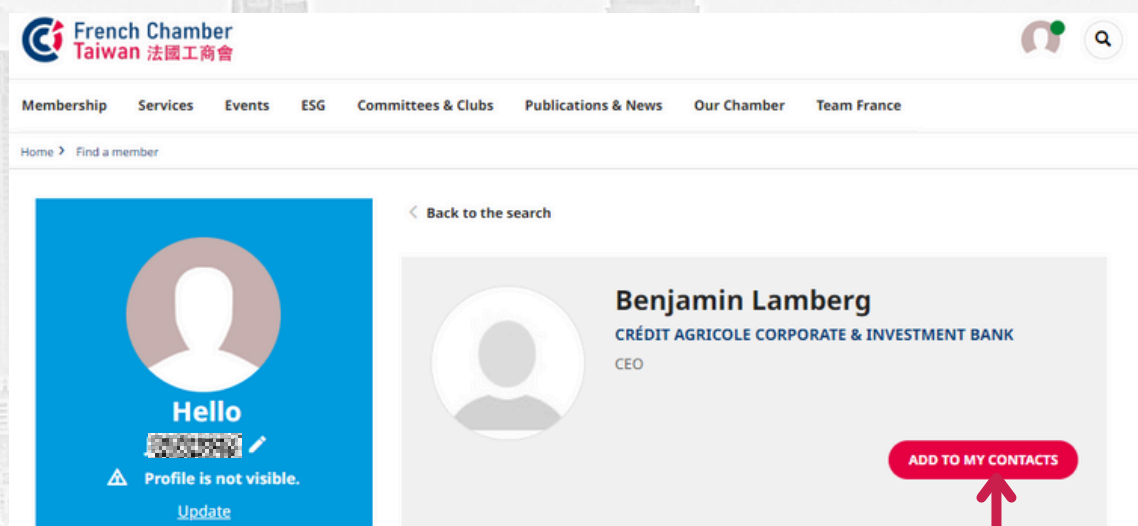 French Chamber
Taiwan 法國工商會
Membership Services Events ESG Committees & Clubs Publications & News Our Chamber Team France
Home > Find a member
< Back to the search
Hello
Profile is not visible.
Update
Benjamin Lamberg
CRÉDIT AGRICOLE CORPORATE & INVESTMENT BANK
CEO
ADD TO MY CONTACTS